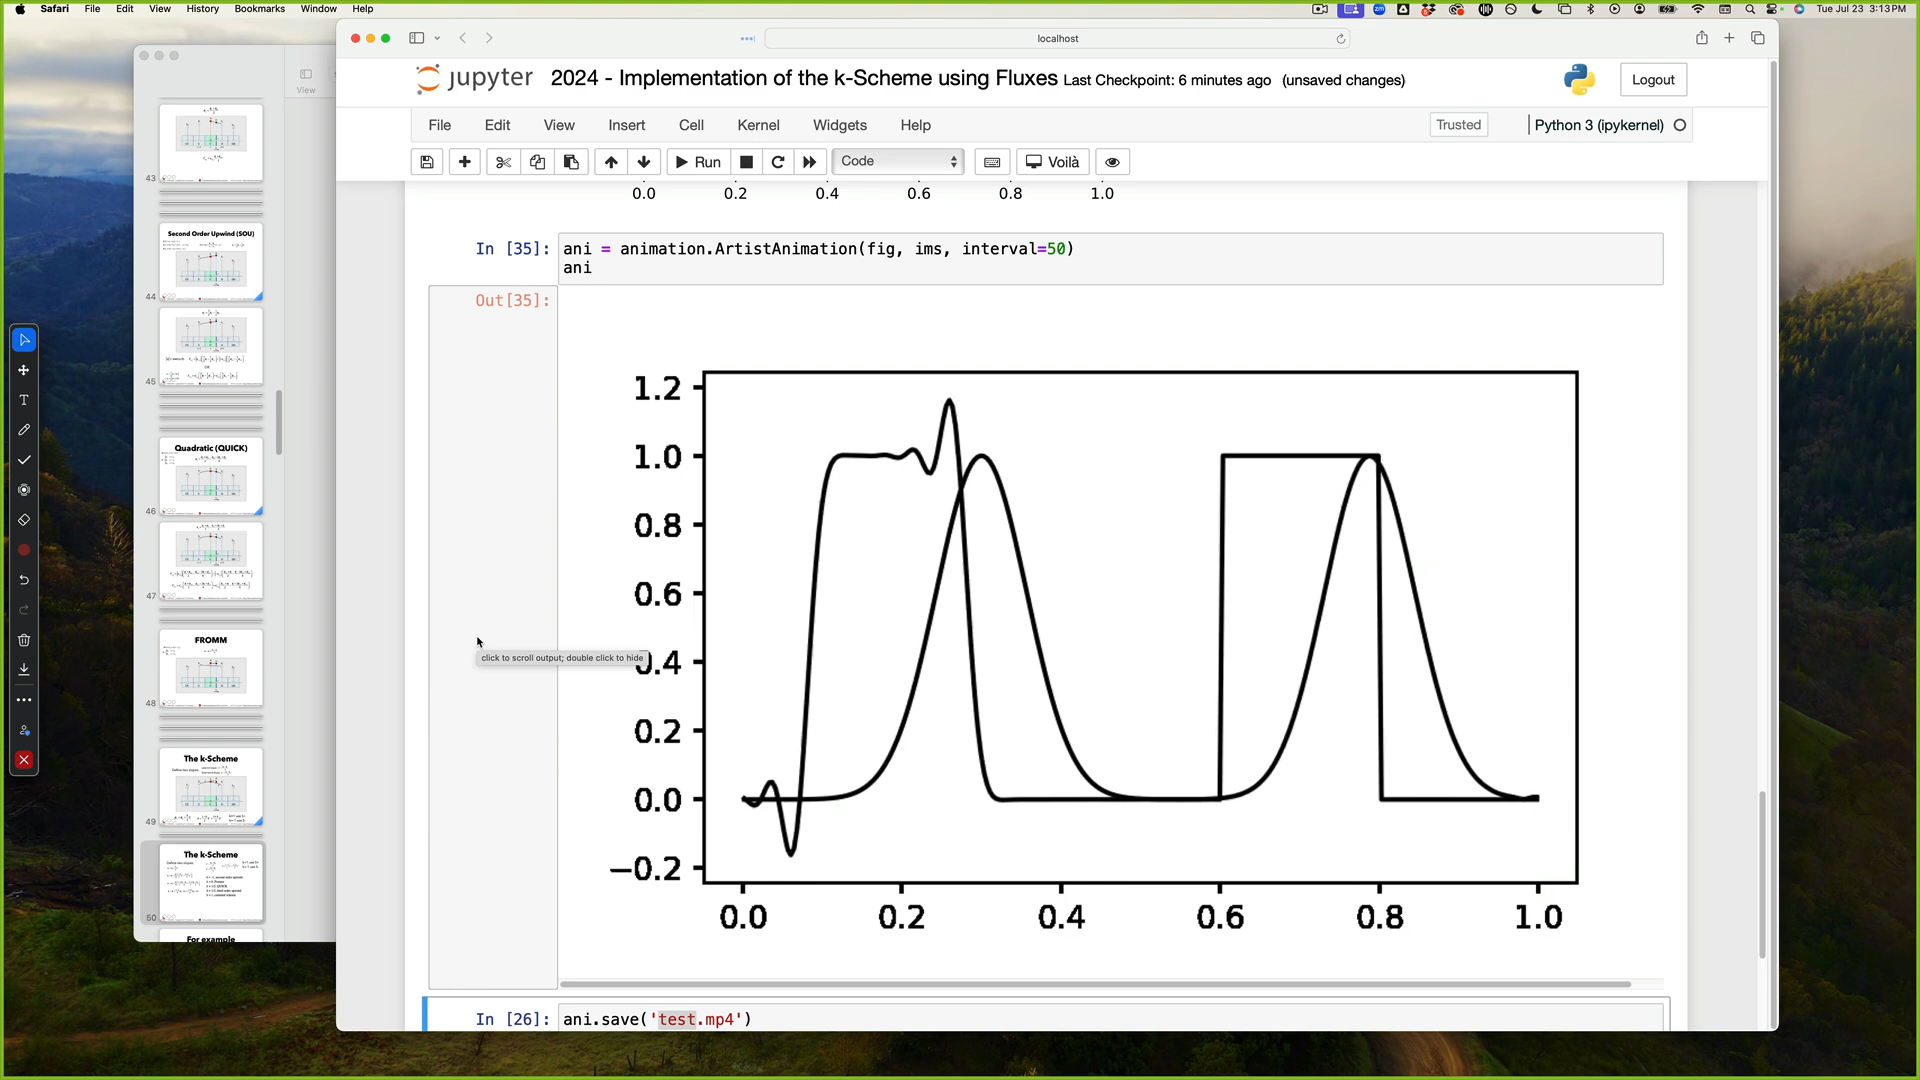 Safari File Edit View History Bookmarks Window Help
Tue Jul 23 3:13 PM
localhost
View
jupyter 2024 - Implementation of the k-Scheme using Fluxes Last Checkpoint: 6 minutes ago (unsaved changes)
Logout
File Edit View Insert Cell Kernel Widgets Help
Trusted
Python 3 (ipykernel)
Run
Code
Voilà
0.0 0.2 0.4 0.6 0.8 1.0
In [35]: ani = animation.ArtistAnimation(fig, ims, interval=50)
ani
Out[35]:
1.2
1.0
0.8
0.6
0.4
0.2
0.0
−0.2
0.0 0.2 0.4 0.6 0.8 1.0
click to scroll output; double click to hide
In [26]: ani.save('test.mp4')
43
Second Order Upwind (SOU)
44
OR
45
Quadratic (QUICK)
46
47
FROMM
48
The k-Scheme
49
The k-Scheme
50
For example
T